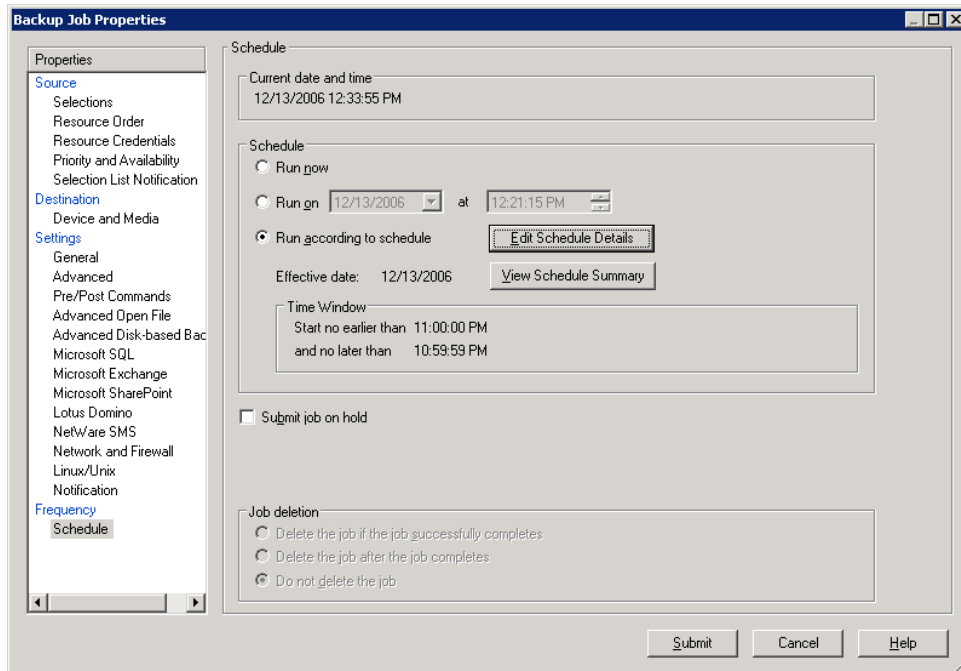 Backup Job Properties
Properties
Source
Selections
Resource Order
Resource Credentials
Priority and Availability
Selection List Notification
Destination
Device and Media
Settings
General
Advanced
Pre/Post Commands
Advanced Open File
Advanced Disk-based Bac
Microsoft SQL
Microsoft Exchange
Microsoft SharePoint
Lotus Domino
NetWare SMS
Network and Firewall
Linux/Unix
Notification
Frequency
Schedule
Schedule
Current date and time
12/13/2006 12:33:55 PM
Schedule
Run now
Run on 12/13/2006 at 12:21:15 PM
Run according to schedule Edit Schedule Details
Effective date: 12/13/2006 View Schedule Summary
Time Window
Start no earlier than 11:00:00 PM
and no later than 10:59:59 PM
Submit job on hold
Job deletion
Delete the job if the job successfully completes
Delete the job after the job completes
Do not delete the job
Submit Cancel Help